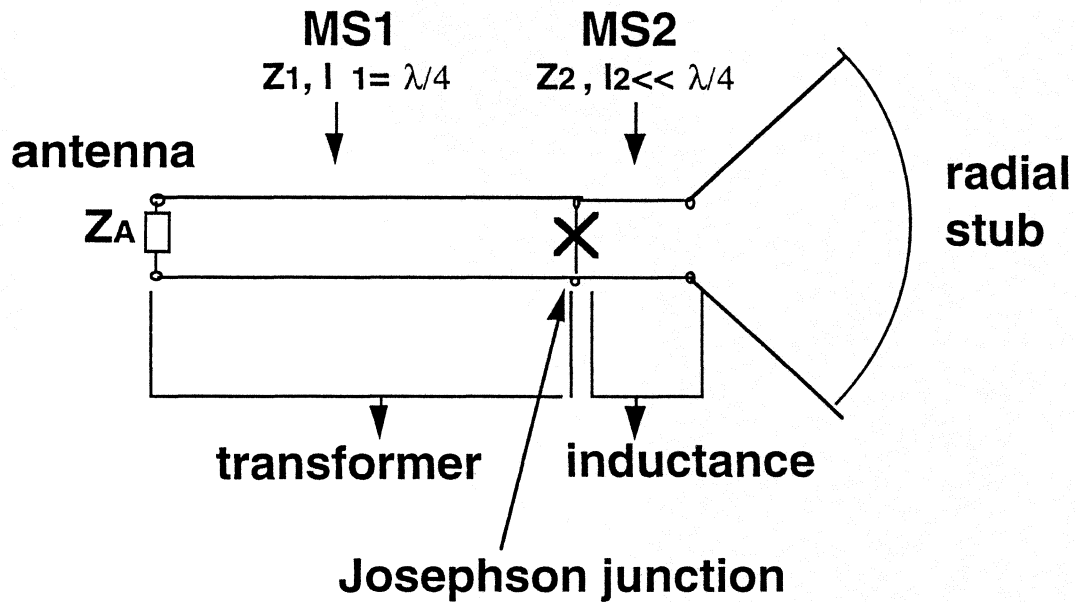 MS1
Z1, l 1= λ/4
MS2
Z2 , l2<< λ/4
antenna
ZA
radial
stub
transformer
inductance
Josephson junction